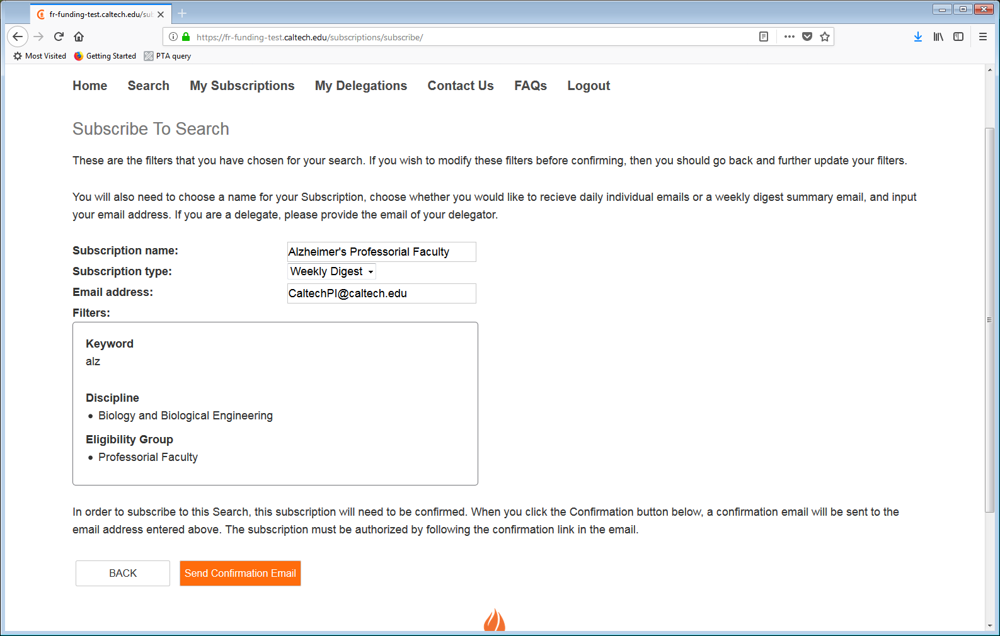 fr-funding-test.caltech.edu/sub
https://fr-funding-test.caltech.edu/subscriptions/subscribe/
Most Visited Getting Started PTA query
Home Search My Subscriptions My Delegations Contact Us FAQs Logout
Subscribe To Search
These are the filters that you have chosen for your search. If you wish to modify these filters before confirming, then you should go back and further update your filters.
You will also need to choose a name for your Subscription, choose whether you would like to recieve daily individual emails or a weekly digest summary email, and input
your email address. If you are a delegate, please provide the email of your delegator.
Subscription name: Alzheimer's Professorial Faculty
Subscription type: Weekly Digest
Email address: CaltechPI@caltech.edu
Filters:
Keyword
alz
Discipline
• Biology and Biological Engineering
Eligibility Group
• Professorial Faculty
In order to subscribe to this Search, this subscription will need to be confirmed. When you click the Confirmation button below, a confirmation email will be sent to the
email address entered above. The subscription must be authorized by following the confirmation link in the email.
BACK Send Confirmation Email